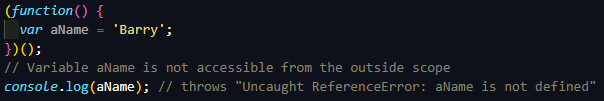 (function() {
  var aName = 'Barry';
})();
// Variable aName is not accessible from the outside scope
console.log(aName); // throws "Uncaught ReferenceError: aName is not defined"